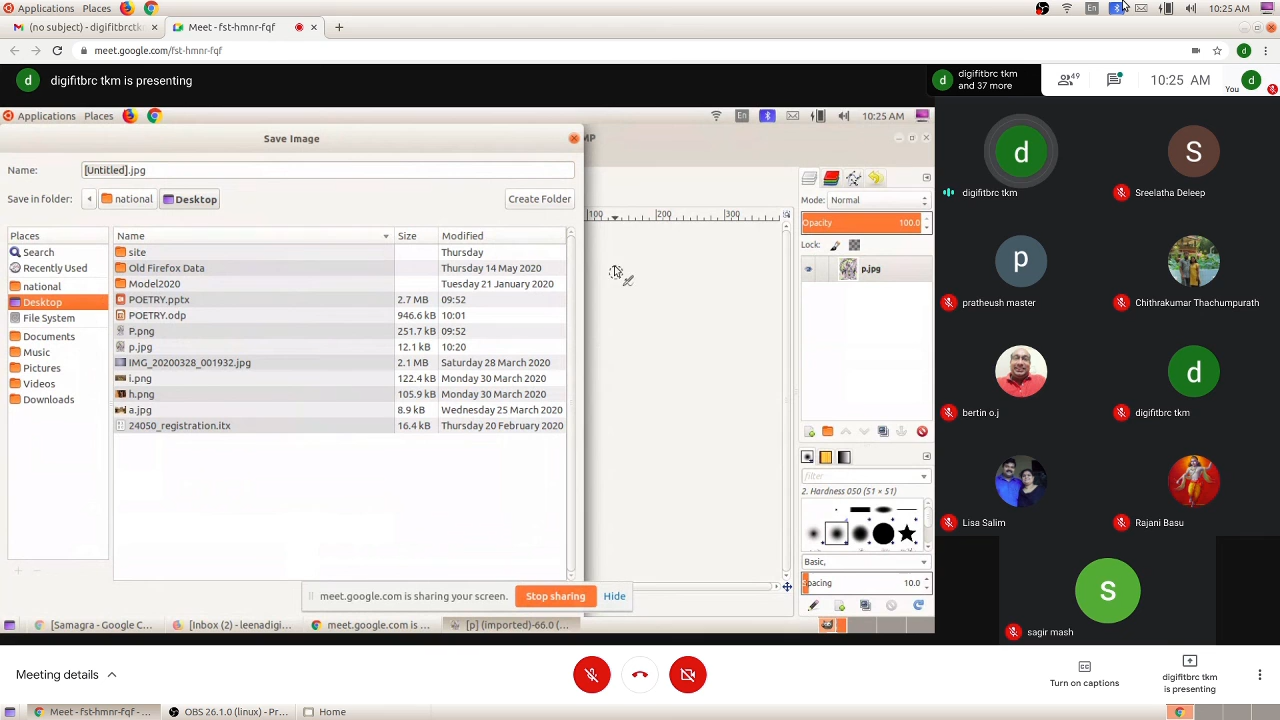 Applications Places En 10:25 AM
(no subject) - digifitbrctk × Meet - fst-hmnr-fqf ×
meet.google.com/fst-hmnr-fqf d
d digifitbrc tkm is presenting
d digifitbrc tkm
and 37 more
49
10:25 AM
You d
Applications Places En 10:25 AM
Save Image
Name: [Untitled].jpg
Save in folder: national Desktop Create Folder
100 200 300
Places
Search
Recently Used
national
Desktop
File System
Documents
Music
Pictures
Videos
Downloads
Name Size Modified
site Thursday
Old Firefox Data Thursday 14 May 2020
Model2020 Tuesday 21 January 2020
POETRY.pptx 2.7 MB 09:52
POETRY.odp 946.6 kB 10:01
P.png 251.7 kB 09:52
p.jpg 12.1 kB 10:20
IMG_20200328_001932.jpg 2.1 MB Saturday 28 March 2020
i.png 122.4 kB Monday 30 March 2020
h.png 105.9 kB Monday 30 March 2020
a.jpg 8.9 kB Wednesday 25 March 2020
24050_registration.itx 16.4 kB Thursday 20 February 2020
Mode: Normal
Opacity 100.0
Lock:
p.jpg
filter
2. Hardness 050 (51 × 51)
Basic,
10.0
meet.google.com is sharing your screen. Stop sharing Hide
[Samagra - Google C... [Inbox (2) - leenadigi... meet.google.com is ... [p] (imported)-66.0 (...
d
digifitbrc tkm
S
Sreelatha Deleep
p
pratheush master
Chithrakumar Thachumpurath
bertin o.j
d
digifitbrc tkm
Lisa Salim
Rajani Basu
s
sagir mash
Meeting details
Turn on captions
digifitbrc tkm
is presenting
Meet - fst-hmnr-fqf - ... OBS 26.1.0 (linux) - Pr... Home